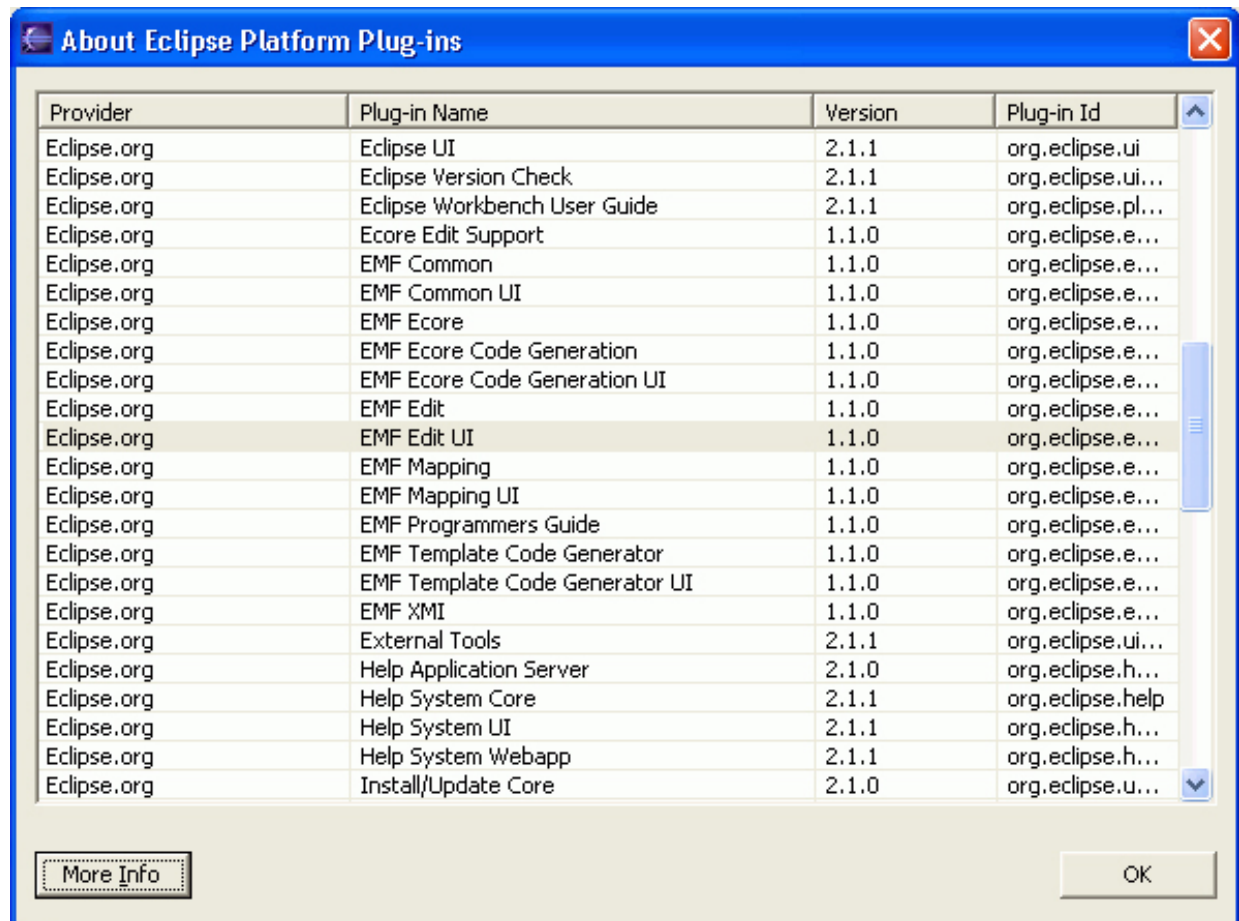 About Eclipse Platform Plug-ins
Provider Plug-in Name Version Plug-in Id
Eclipse.org Eclipse UI 2.1.1 org.eclipse.ui
Eclipse.org Eclipse Version Check 2.1.1 org.eclipse.ui...
Eclipse.org Eclipse Workbench User Guide 2.1.1 org.eclipse.pl...
Eclipse.org Ecore Edit Support 1.1.0 org.eclipse.e...
Eclipse.org EMF Common 1.1.0 org.eclipse.e...
Eclipse.org EMF Common UI 1.1.0 org.eclipse.e...
Eclipse.org EMF Ecore 1.1.0 org.eclipse.e...
Eclipse.org EMF Ecore Code Generation 1.1.0 org.eclipse.e...
Eclipse.org EMF Ecore Code Generation UI 1.1.0 org.eclipse.e...
Eclipse.org EMF Edit 1.1.0 org.eclipse.e...
Eclipse.org EMF Edit UI 1.1.0 org.eclipse.e...
Eclipse.org EMF Mapping 1.1.0 org.eclipse.e...
Eclipse.org EMF Mapping UI 1.1.0 org.eclipse.e...
Eclipse.org EMF Programmers Guide 1.1.0 org.eclipse.e...
Eclipse.org EMF Template Code Generator 1.1.0 org.eclipse.e...
Eclipse.org EMF Template Code Generator UI 1.1.0 org.eclipse.e...
Eclipse.org EMF XMI 1.1.0 org.eclipse.e...
Eclipse.org External Tools 2.1.1 org.eclipse.ui...
Eclipse.org Help Application Server 2.1.0 org.eclipse.h...
Eclipse.org Help System Core 2.1.1 org.eclipse.help
Eclipse.org Help System UI 2.1.1 org.eclipse.h...
Eclipse.org Help System Webapp 2.1.1 org.eclipse.h...
Eclipse.org Install/Update Core 2.1.0 org.eclipse.u...
More Info OK